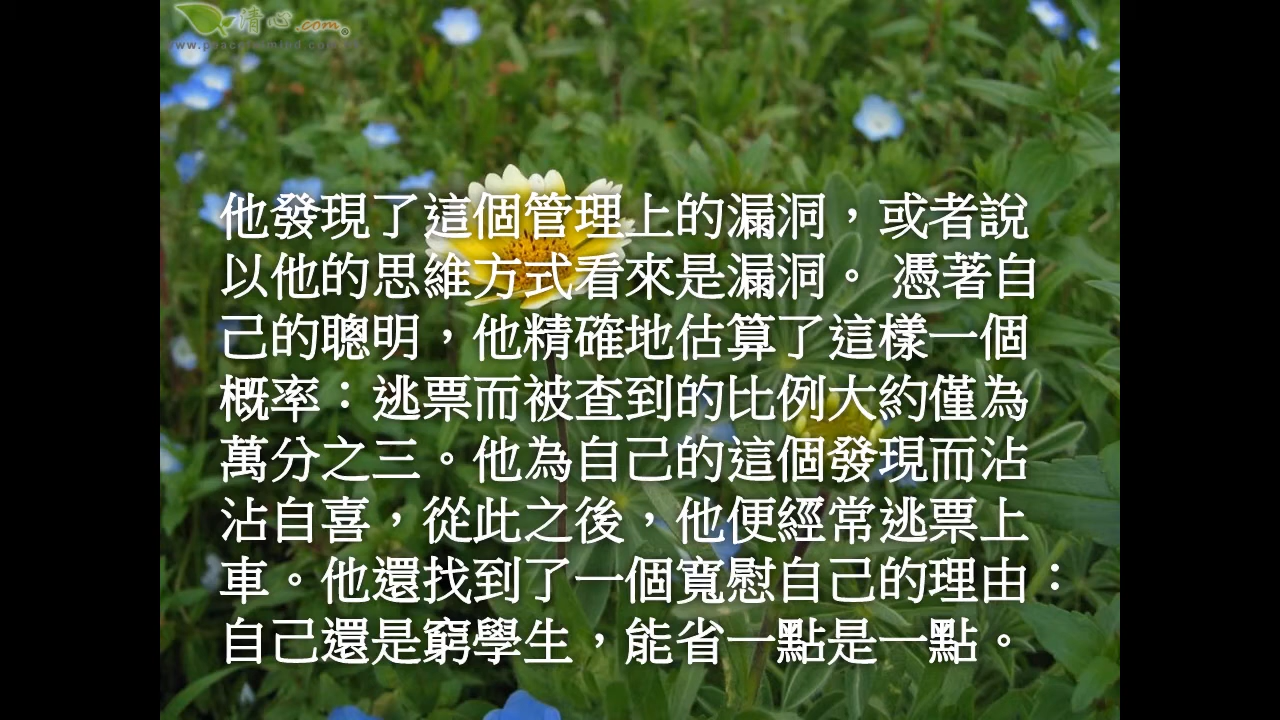 清心.com
www.peacefulmind.com
他發現了這個管理上的漏洞，或者說
以他的思維方式看來是漏洞。 憑著自
己的聰明，他精確地估算了這樣一個
概率：逃票而被查到的比例大約僅為
萬分之三。他為自己的這個發現而沾
沾自喜，從此之後，他便經常逃票上
車。他還找到了一個寬慰自己的理由：
自己還是窮學生，能省一點是一點。